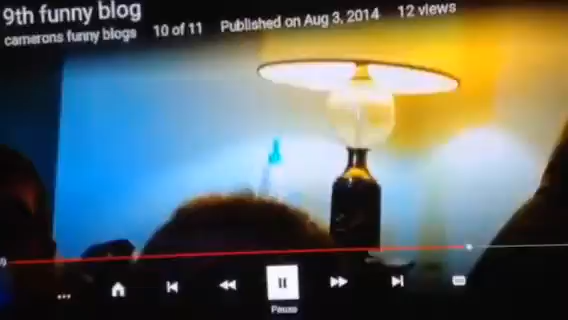 9th funny blog
camerons funny blogs 10 of 11 Published on Aug 3, 2014 12 views
Pause